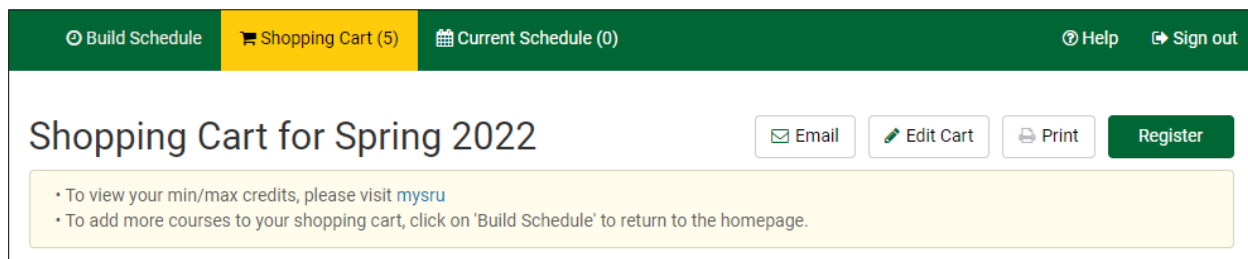 Build Schedule Shopping Cart (5) Current Schedule (0) Help Sign out
Shopping Cart for Spring 2022 Email Edit Cart Print Register
• To view your min/max credits, please visit mysru
• To add more courses to your shopping cart, click on 'Build Schedule' to return to the homepage.